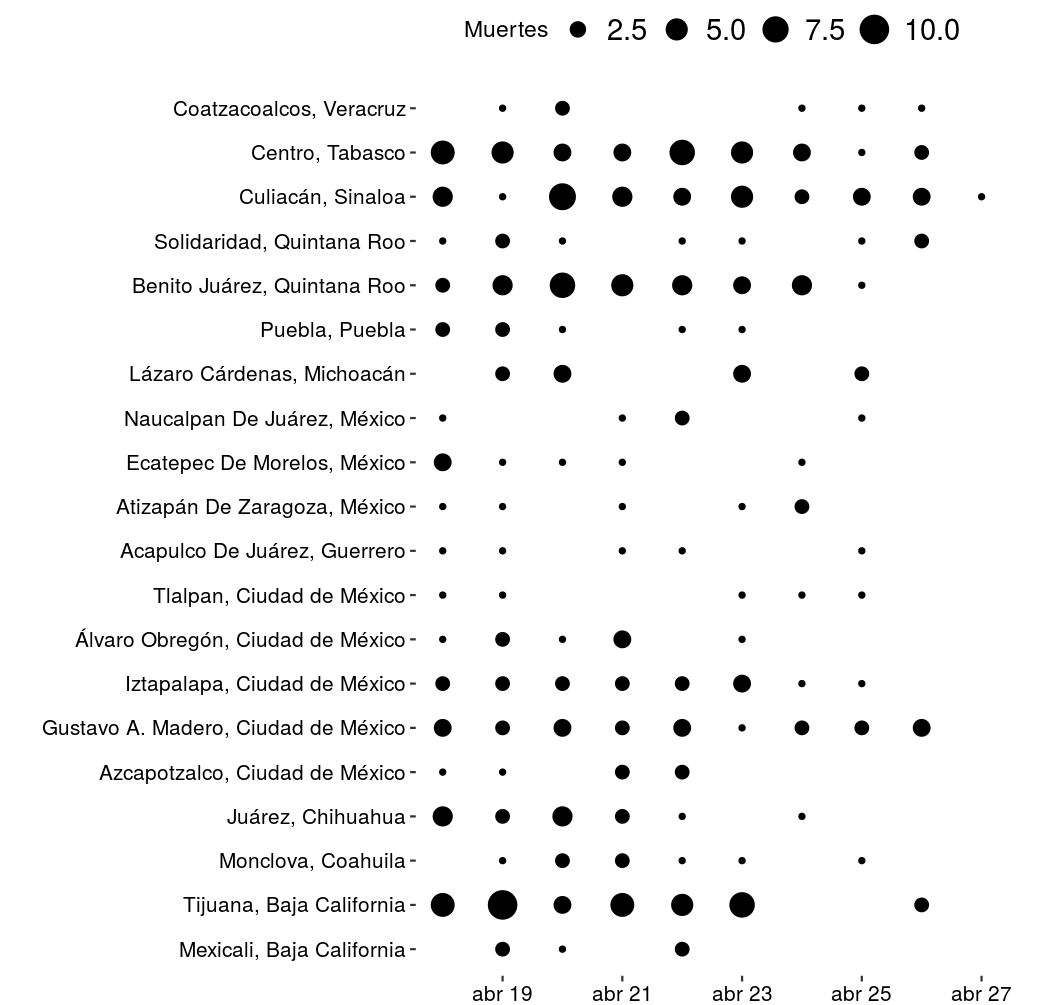 Muertes 2.5 5.0 7.5 10.0
Coatzacoalcos, Veracruz
Centro, Tabasco
Culiacán, Sinaloa
Solidaridad, Quintana Roo
Benito Juárez, Quintana Roo
Puebla, Puebla
Lázaro Cárdenas, Michoacán
Naucalpan De Juárez, México
Ecatepec De Morelos, México
Atizapán De Zaragoza, México
Acapulco De Juárez, Guerrero
Tlalpan, Ciudad de México
Álvaro Obregón, Ciudad de México
Iztapalapa, Ciudad de México
Gustavo A. Madero, Ciudad de México
Azcapotzalco, Ciudad de México
Juárez, Chihuahua
Monclova, Coahuila
Tijuana, Baja California
Mexicali, Baja California
abr 19 abr 21 abr 23 abr 25 abr 27